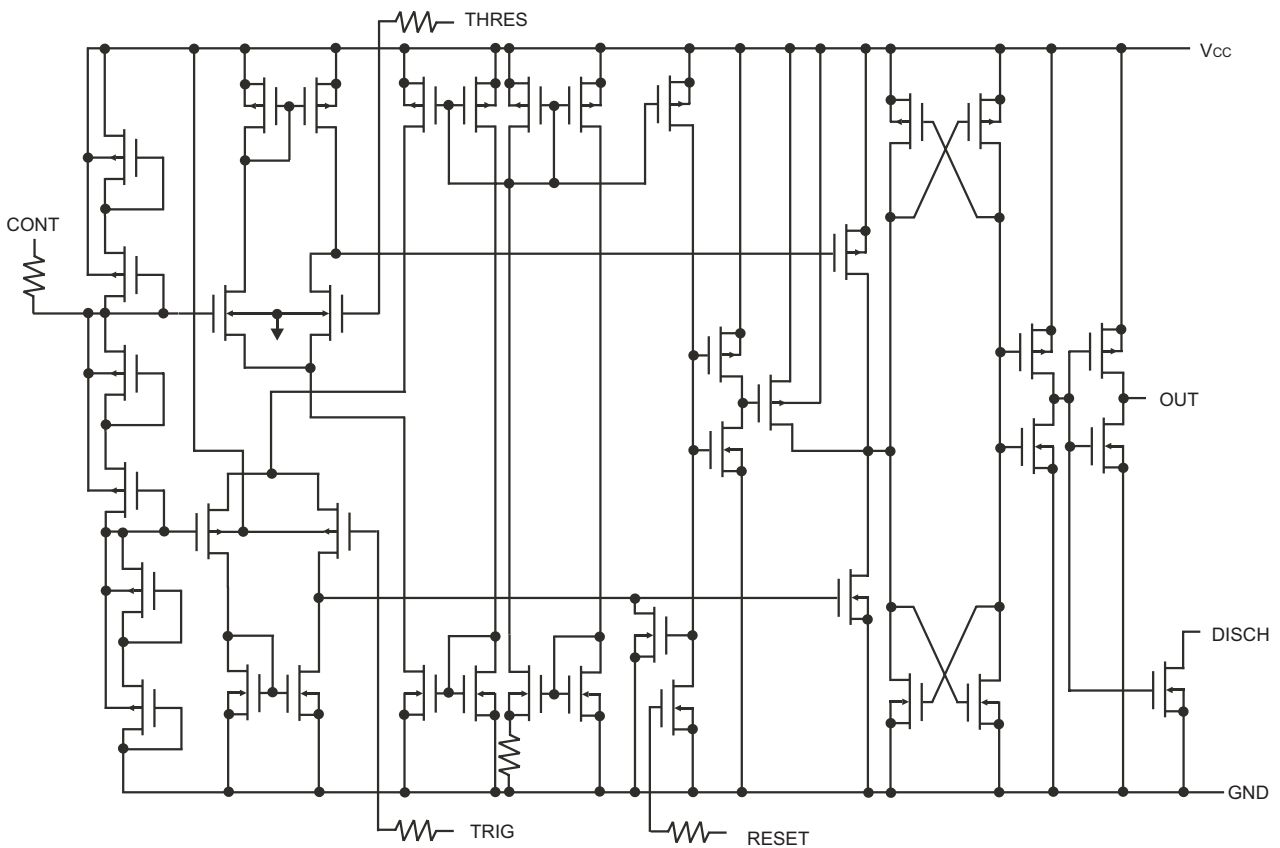 THRES
VCC
CONT
OUT
DISCH
GND
TRIG
RESET